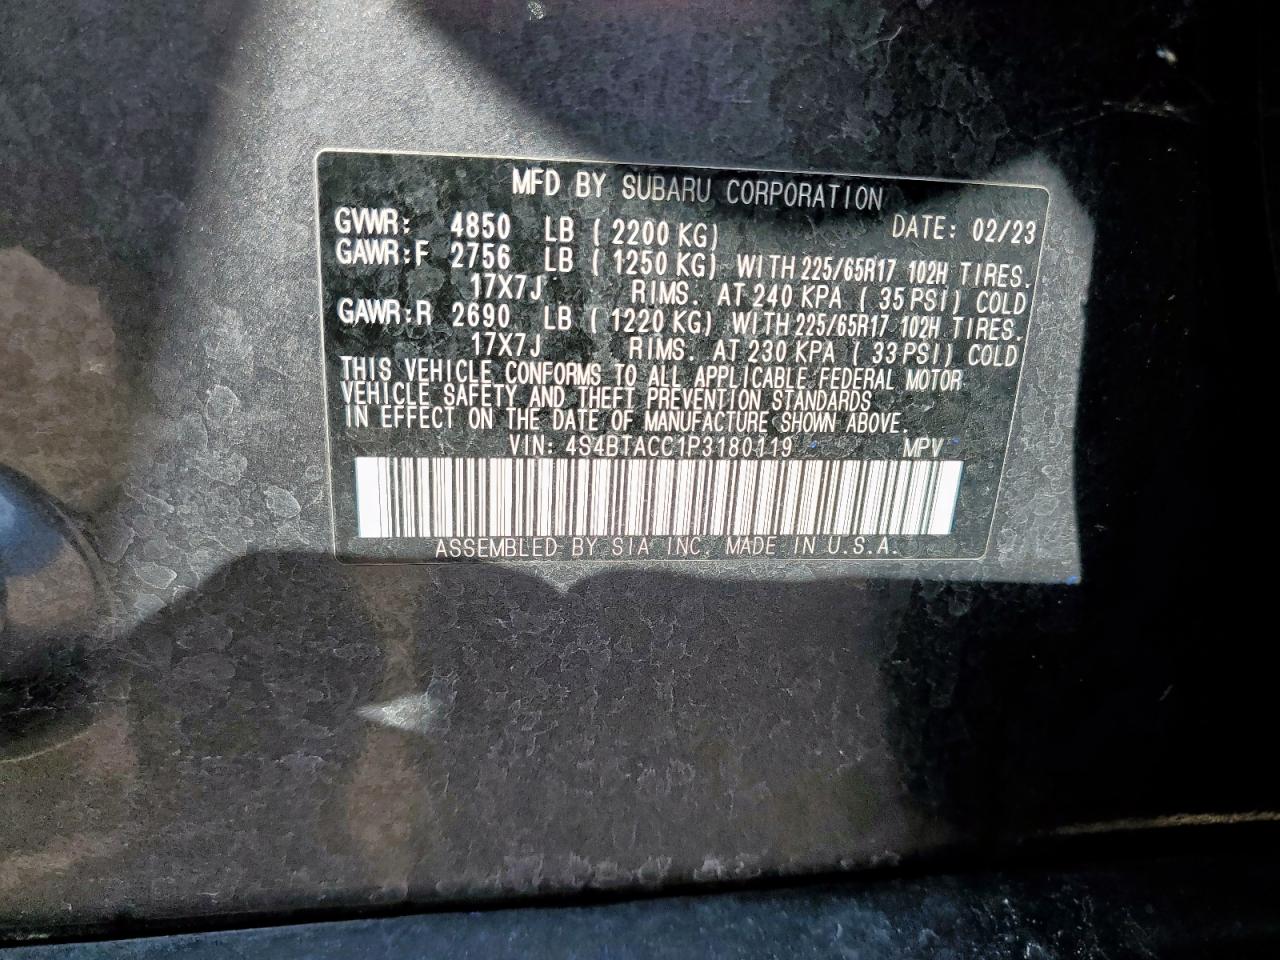 MFD BY SUBARU CORPORATION
GVWR: 4850 LB ( 2200 KG) DATE: 02/23
GAWR:F 2756 LB ( 1250 KG) WITH 225/65R17 102H TIRES.
17X7J RIMS. AT 240 KPA ( 35 PSI) COLD
GAWR:R 2690 LB ( 1220 KG) WITH 225/65R17 102H TIRES.
17X7J RIMS. AT 230 KPA ( 33 PSI) COLD
THIS VEHICLE CONFORMS TO ALL APPLICABLE FEDERAL MOTOR
VEHICLE SAFETY AND THEFT PREVENTION STANDARDS
IN EFFECT ON THE DATE OF MANUFACTURE SHOWN ABOVE.
VIN: 4S4BTACC1P3180119 MPV
ASSEMBLED BY SIA INC. MADE IN U.S.A.